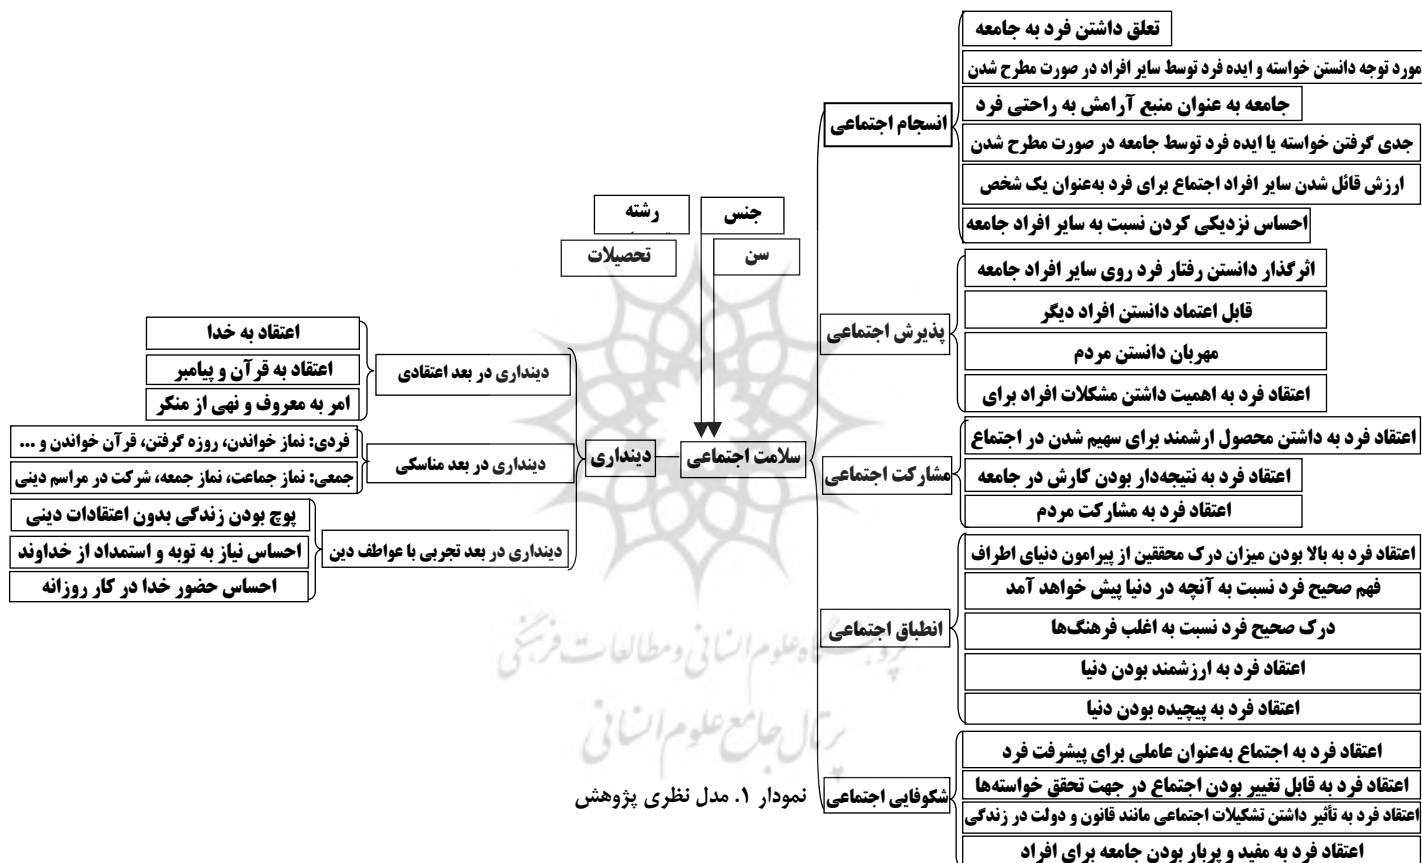 تعلق داشتن فرد به جامعه
مورد توجه دانستن خواسته و ایده فرد توسط سایر افراد در صورت مطرح شدن
جامعه به عنوان منبع آرامش به راحتی فرد
جدی گرفتن خواسته یا ایده فرد توسط جامعه در صورت مطرح شدن
ارزش قائل شدن سایر افراد اجتماع برای فرد به‌عنوان یک شخص
احساس نزدیکی کردن نسبت به سایر افراد جامعه
انسجام اجتماعی
اثرگذار دانستن رفتار فرد روی سایر افراد جامعه
قابل اعتماد دانستن افراد دیگر
مهربان دانستن مردم
اعتقاد فرد به اهمیت داشتن مشکلات افراد برای
پذیرش اجتماعی
اعتقاد فرد به داشتن محصول ارشمند برای سهیم شدن در اجتماع
اعتقاد فرد به نتیجه‌دار بودن کارش در جامعه
اعتقاد فرد به مشارکت مردم
مشارکت اجتماعی
اعتقاد فرد به بالا بودن میزان درک محققین از پیرامون دنیای اطراف
فهم صحیح فرد نسبت به آنچه در دنیا پیش خواهد آمد
درک صحیح فرد نسبت به اغلب فرهنگ‌ها
اعتقاد فرد به ارزشمند بودن دنیا
اعتقاد فرد به پیچیده بودن دنیا
انطباق اجتماعی
اعتقاد فرد به اجتماع به‌عنوان عاملی برای پیشرفت فرد
اعتقاد فرد به قابل تغییر بودن اجتماع در جهت تحقق خواسته‌ها
اعتقاد فرد به تأثیر داشتن تشکیلات اجتماعی مانند قانون و دولت در زندگی
اعتقاد فرد به مفید و پربار بودن جامعه برای افراد
شکوفایی اجتماعی
جنس
رشته
سن
تحصیلات
سلامت اجتماعی
دینداری
دینداری در بعد اعتقادی
اعتقاد به خدا
اعتقاد به قرآن و پیامبر
امر به معروف و نهی از منکر
دینداری در بعد مناسکی
فردی: نماز خواندن، روزه گرفتن، قرآن خواندن و ...
جمعی: نماز جماعت، نماز جمعه، شرکت در مراسم دینی
دینداری در بعد تجربی با عواطف دین
پوچ بودن زندگی بدون اعتقادات دینی
احساس نیاز به توبه و استمداد از خداوند
احساس حضور خدا در کار روزانه
علوم انسانی و مطالعات فرهنگی
پرتال جامع علوم انسانی
نمودار ۱. مدل نظری پژوهش